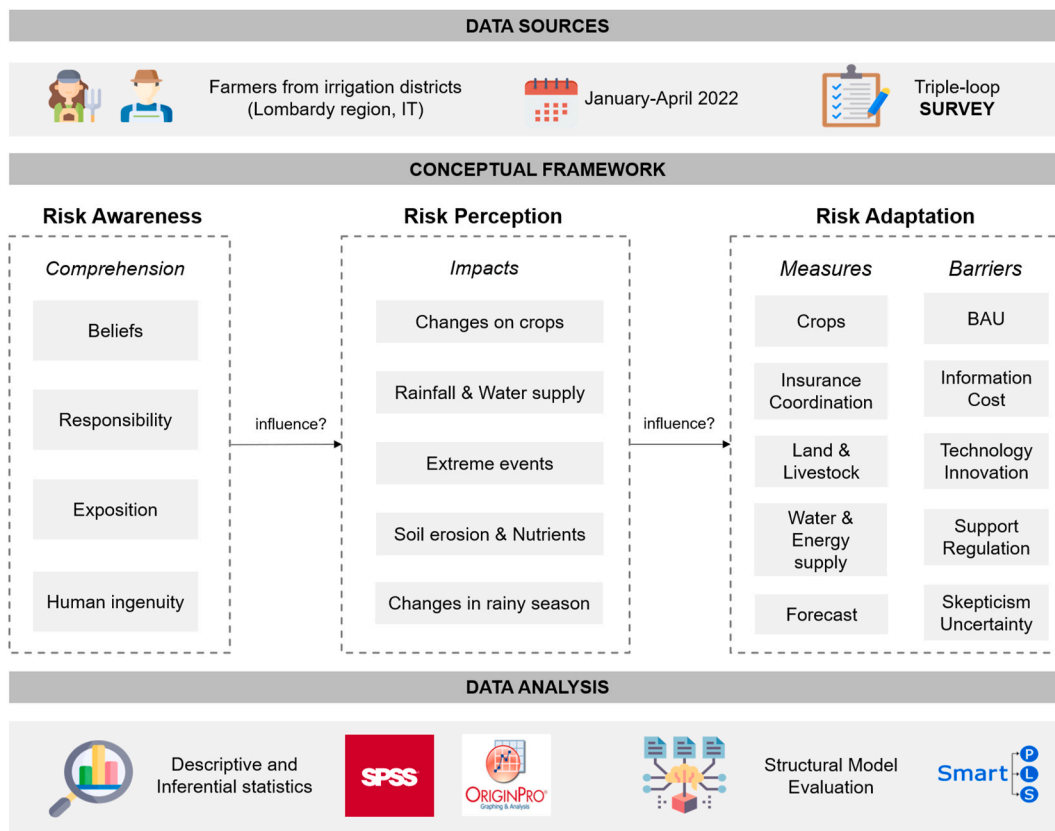 DATA SOURCES
Farmers from irrigation districts
(Lombardy region, IT)
January-April 2022
Triple-loop
SURVEY
CONCEPTUAL FRAMEWORK
Risk Awareness
Comprehension
Beliefs
Responsibility
Exposition
Human ingenuity
influence?
Risk Perception
Impacts
Changes on crops
Rainfall & Water supply
Extreme events
Soil erosion & Nutrients
Changes in rainy season
influence?
Risk Adaptation
Measures
Crops
Insurance
Coordination
Land &
Livestock
Water &
Energy
supply
Forecast
Barriers
BAU
Information
Cost
Technology
Innovation
Support
Regulation
Skepticism
Uncertainty
DATA ANALYSIS
Descriptive and
Inferential statistics
SPSS
ORIGINPRO®
Graphing & Analysis
Structural Model
Evaluation
Smart
P
L
S